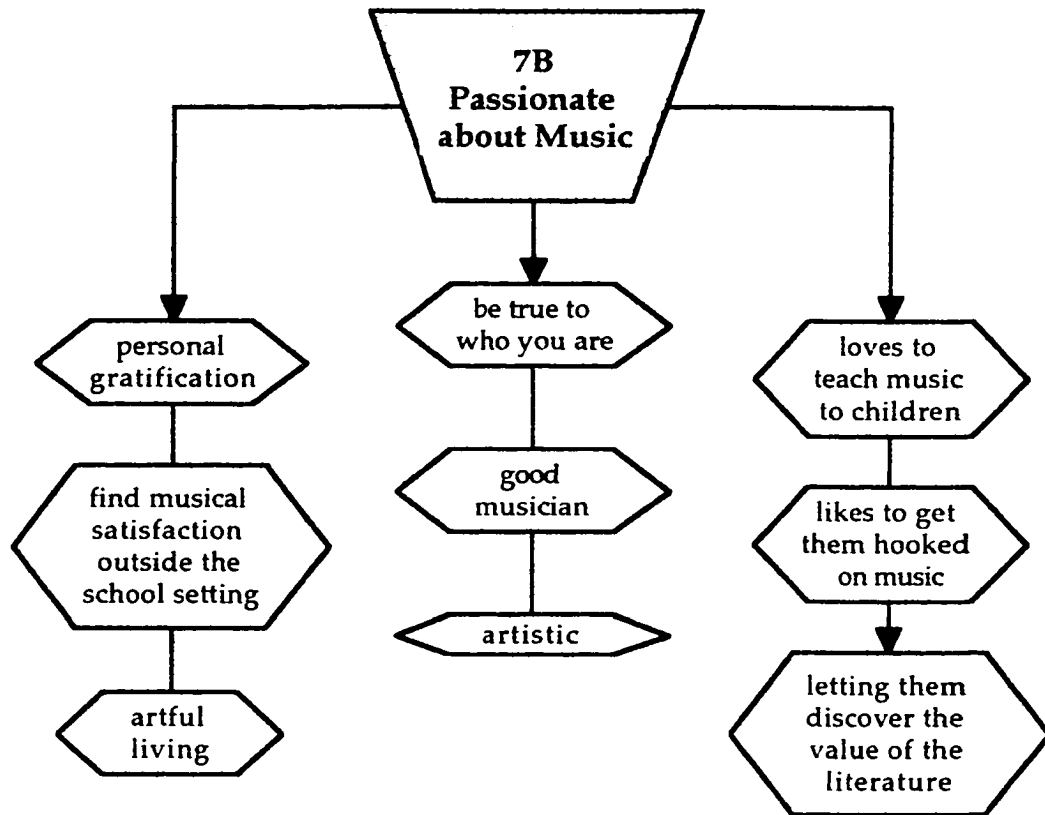 7B
Passionate
about Music
personal
gratification
find musical
satisfaction
outside the
school setting
artful
living
be true to
who you are
good
musician
artistic
loves to
teach music
to children
likes to get
them hooked
on music
letting them
discover the
value of the
literature